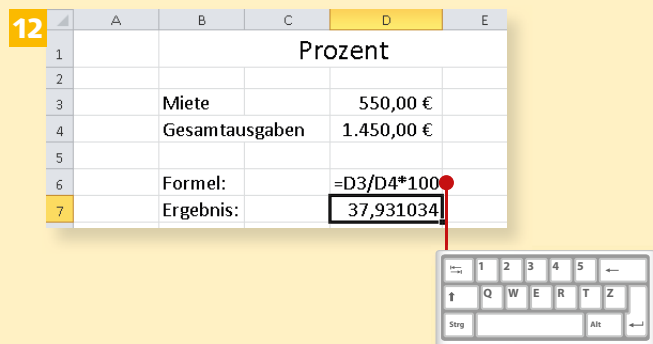 12
A B C D E
1 Prozent
2
3 Miete 550,00 €
4 Gesamtausgaben 1.450,00 €
5
6 Formel: =D3/D4*100
7 Ergebnis: 37,931034
1 2 3 4 5
Q W E R T Z
Strg Alt